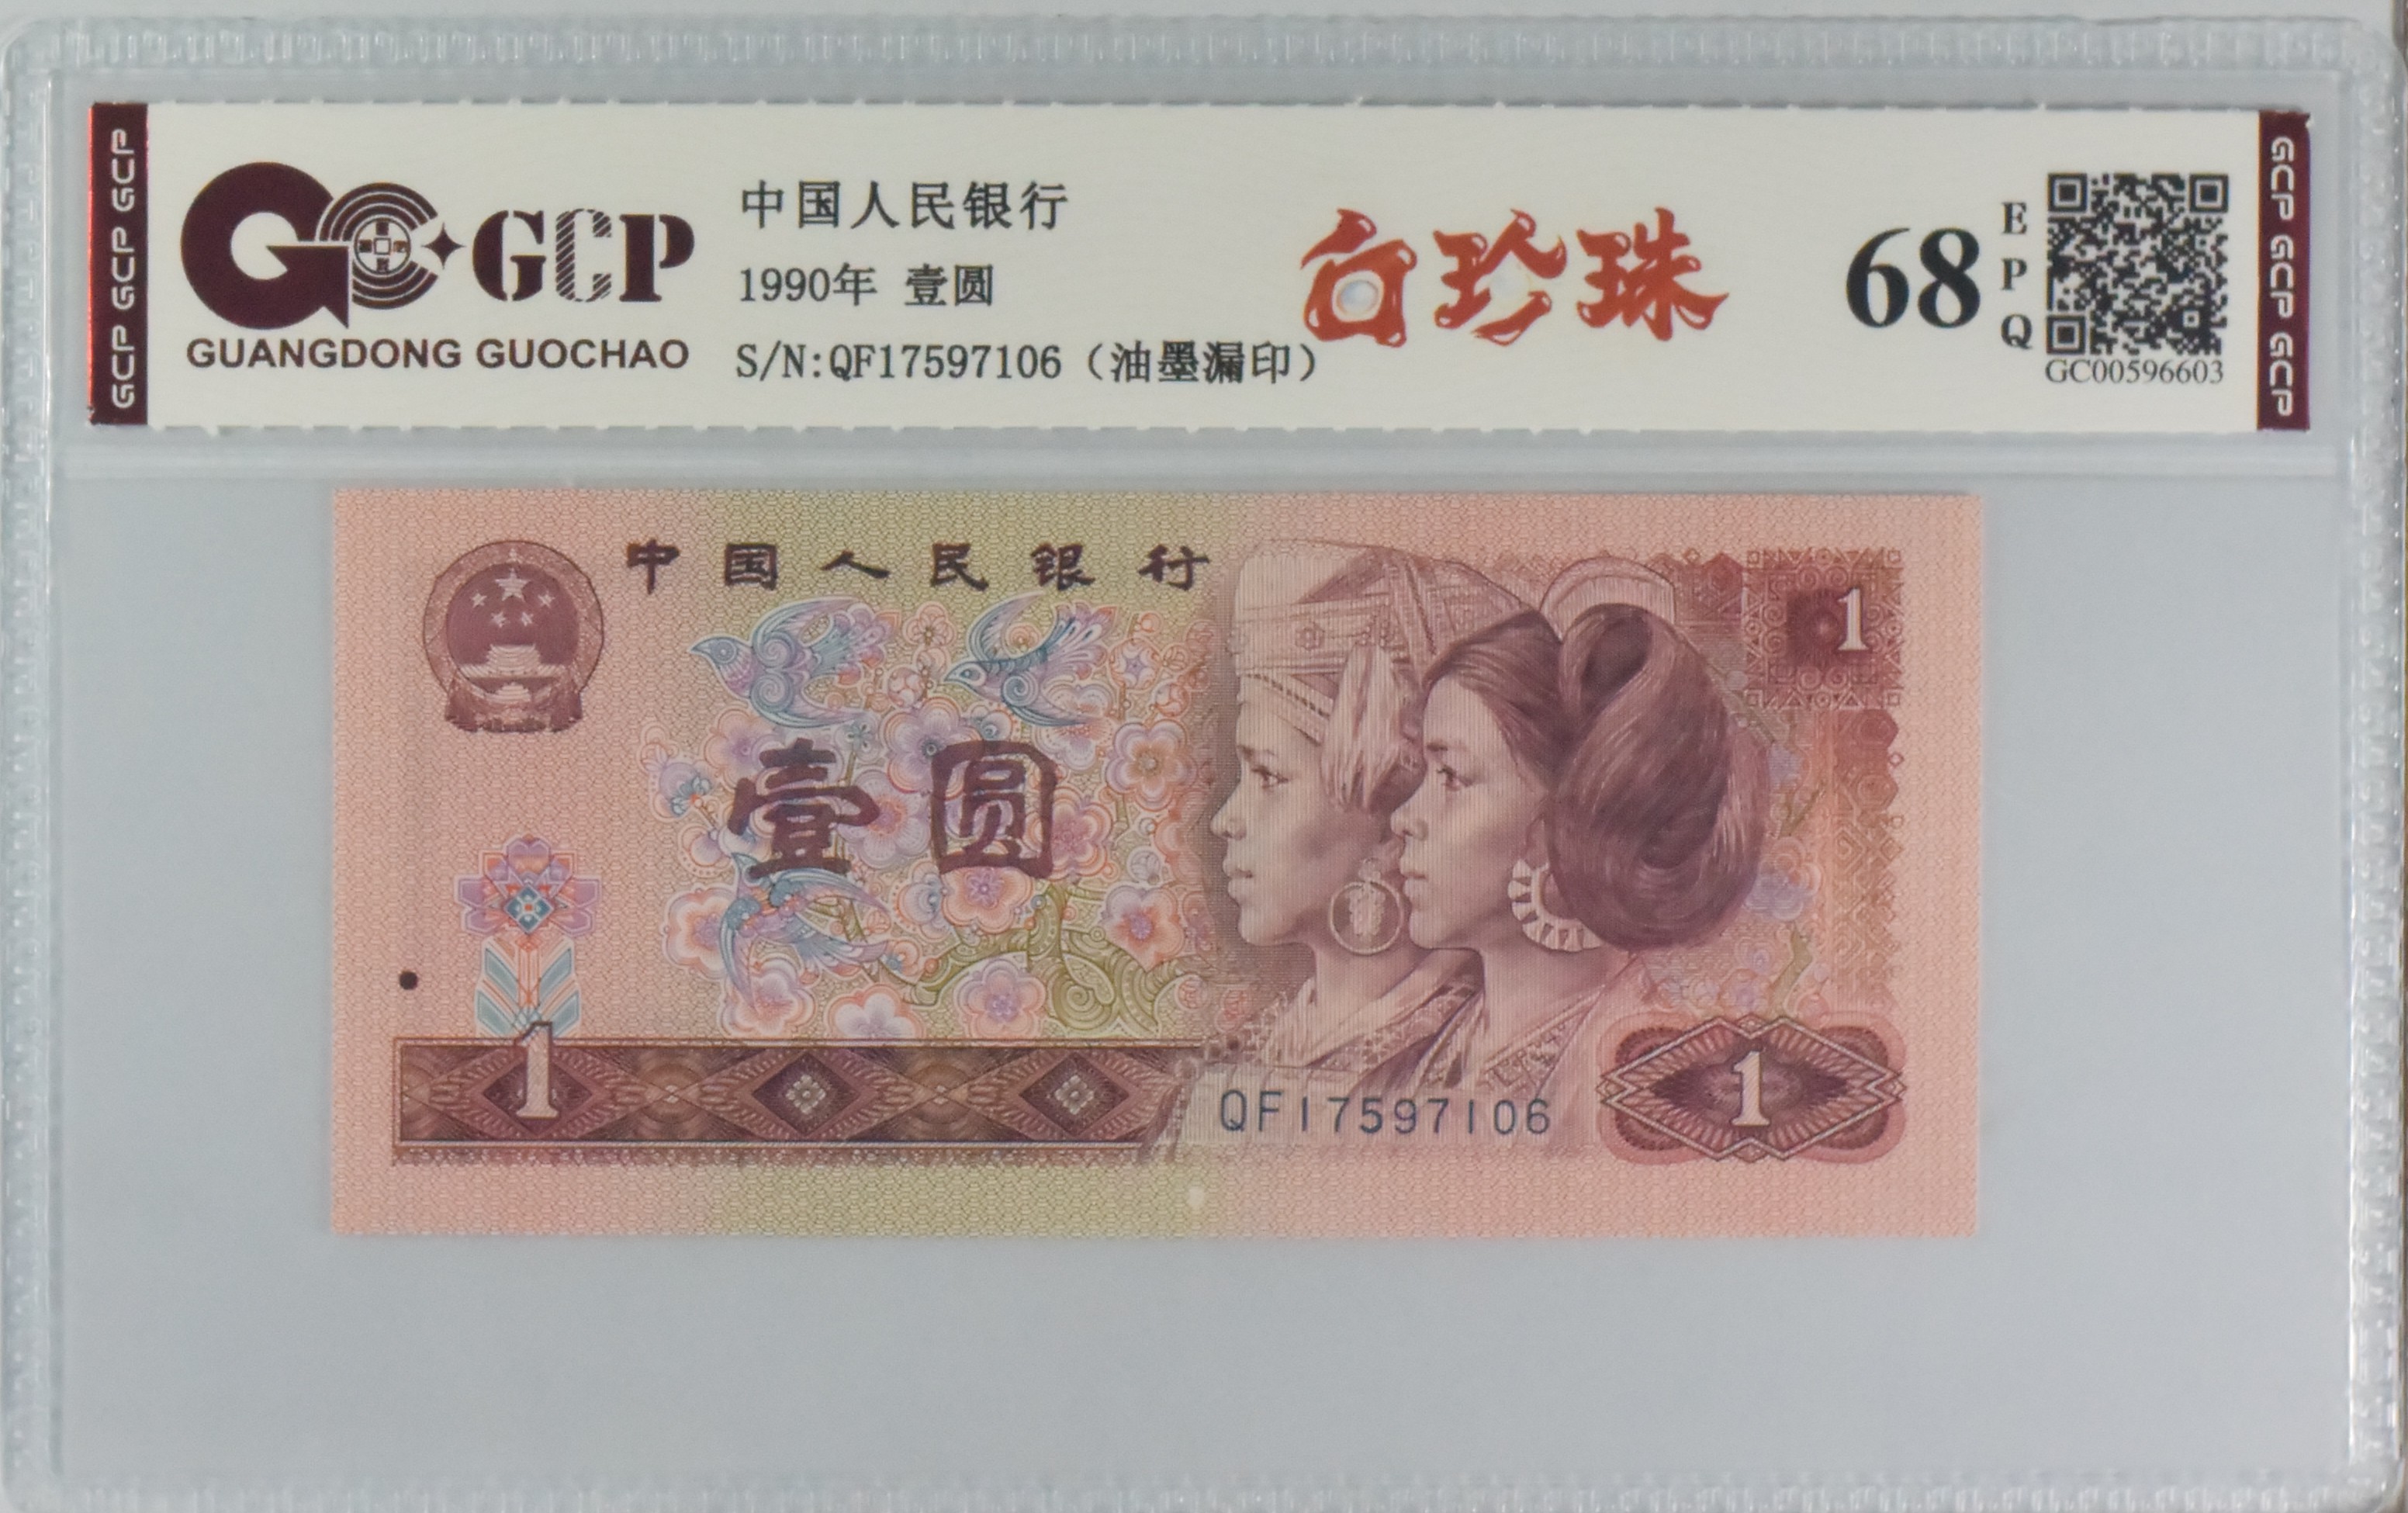 GCP GCP GCP
GCP
GUANGDONG GUOCHAO
中国人民银行
1990年 壹圆
S/N:QF17597106（油墨漏印）
白珍珠
68
EPQ
GC00596603
GCP GCP GCP
中国人民银行
1
壹圆
1
QF17597106
1